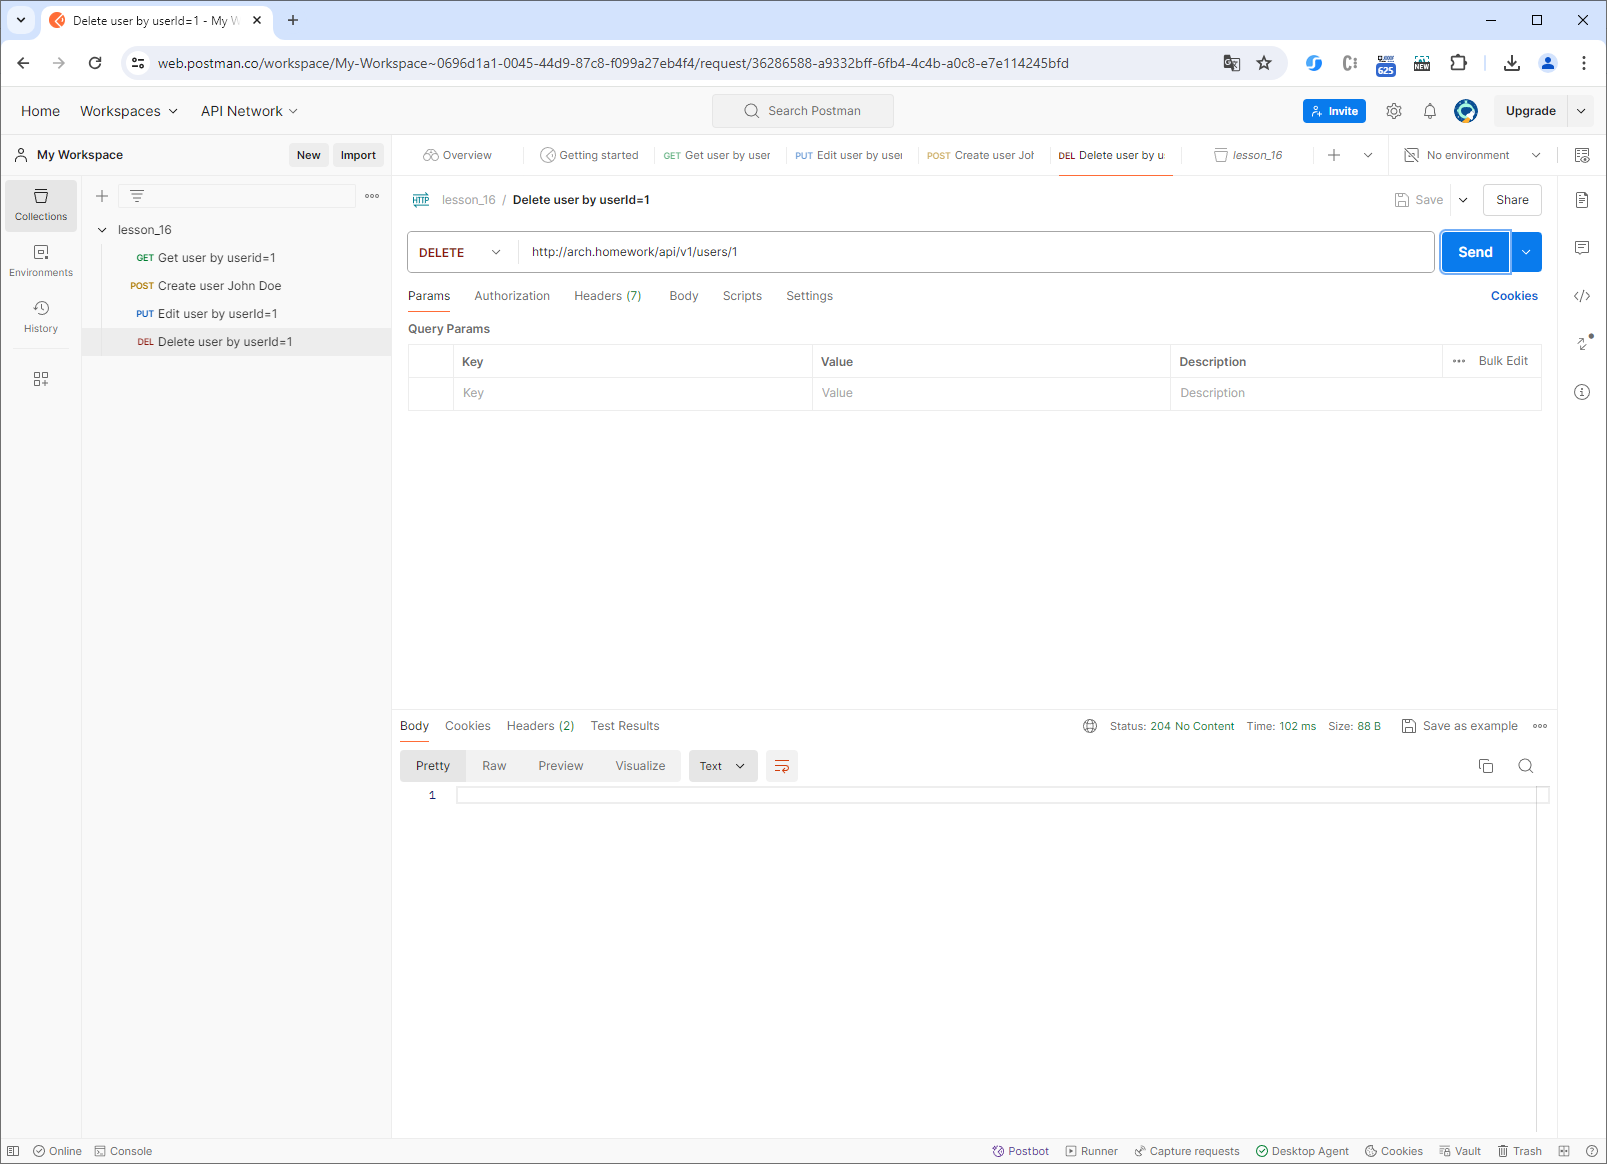 Delete user by userId=1 - My W
web.postman.co/workspace/My-Workspace~0696d1a1-0045-44d9-87c8-f099a27eb4f4/request/36286588-a9332bff-6fb4-4c4b-a0c8-e7e114245bfd
625
NEW
Home Workspaces API Network Search Postman Invite Upgrade
My Workspace New Import
Overview Getting started GET Get user by user PUT Edit user by user POST Create user Joh DEL Delete user by u lesson_16 No environment
Collections
Environments
History
lesson_16
GET Get user by userid=1
POST Create user John Doe
PUT Edit user by userId=1
DEL Delete user by userId=1
HTTP lesson_16 / Delete user by userId=1 Save Share
DELETE http://arch.homework/api/v1/users/1 Send
Params Authorization Headers (7) Body Scripts Settings Cookies
Query Params
Key Value Description Bulk Edit
Key Value Description
Body Cookies Headers (2) Test Results Status: 204 No Content Time: 102 ms Size: 88 B Save as example
Pretty Raw Preview Visualize Text
1
Online Console Postbot Runner Capture requests Desktop Agent Cookies Vault Trash